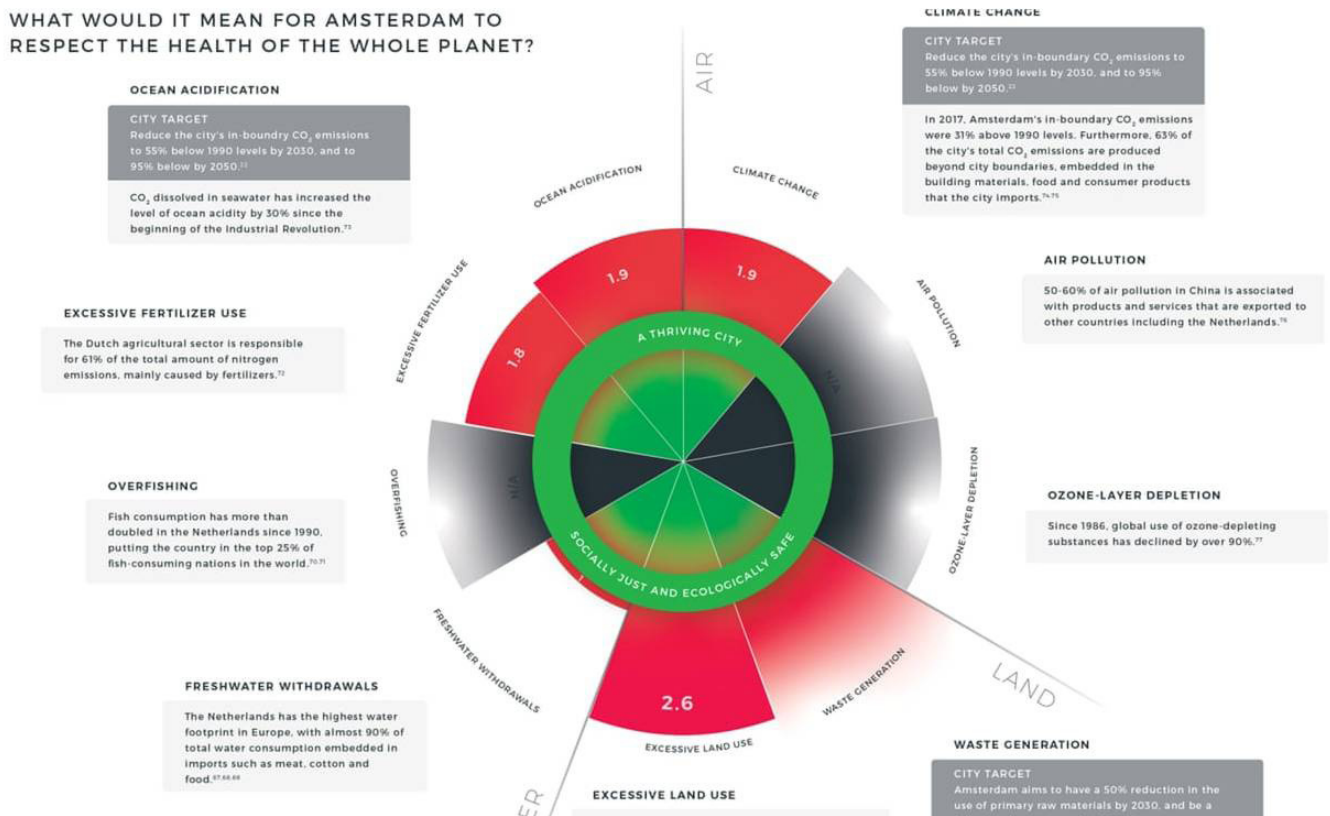 WHAT WOULD IT MEAN FOR AMSTERDAM TO
RESPECT THE HEALTH OF THE WHOLE PLANET?
OCEAN ACIDIFICATION
CITY TARGET
Reduce the city's in-boundry CO₂ emissions
to 55% below 1990 levels by 2030, and to
95% below by 2050.²²
CO₂ dissolved in seawater has increased the
level of ocean acidity by 30% since the
beginning of the Industrial Revolution.⁷³
EXCESSIVE FERTILIZER USE
The Dutch agricultural sector is responsible
for 61% of the total amount of nitrogen
emissions, mainly caused by fertilizers.⁷²
OVERFISHING
Fish consumption has more than
doubled in the Netherlands since 1990,
putting the country in the top 25% of
fish-consuming nations in the world.⁷⁰·⁷¹
FRESHWATER WITHDRAWALS
The Netherlands has the highest water
footprint in Europe, with almost 90% of
total water consumption embedded in
imports such as meat, cotton and
food.⁶⁷·⁶⁸·⁶⁹
AIR
OCEAN ACIDIFICATION
CLIMATE CHANGE
EXCESSIVE FERTILIZER USE
AIR POLLUTION
OVERFISHING
OZONE-LAYER DEPLETION
FRESHWATER WITHDRAWALS
WASTE GENERATION
EXCESSIVE LAND USE
1.9
1.9
1.8
N/A
N/A
2.6
A THRIVING CITY
SOCIALLY JUST AND ECOLOGICALLY SAFE
LAND
CLIMATE CHANGE
CITY TARGET
Reduce the city's in-boundary CO₂ emissions to
55% below 1990 levels by 2030, and to 95%
below by 2050.²²
In 2017, Amsterdam's in-boundary CO₂ emissions
were 31% above 1990 levels. Furthermore, 63% of
the city's total CO₂ emissions are produced
beyond city boundaries, embedded in the
building materials, food and consumer products
that the city imports.⁷⁴·⁷⁵
AIR POLLUTION
50-60% of air pollution in China is associated
with products and services that are exported to
other countries including the Netherlands.⁷⁶
OZONE-LAYER DEPLETION
Since 1986, global use of ozone-depleting
substances has declined by over 90%.⁷⁷
WASTE GENERATION
CITY TARGET
Amsterdam aims to have a 50% reduction in the
use of primary raw materials by 2030, and be a
EXCESSIVE LAND USE